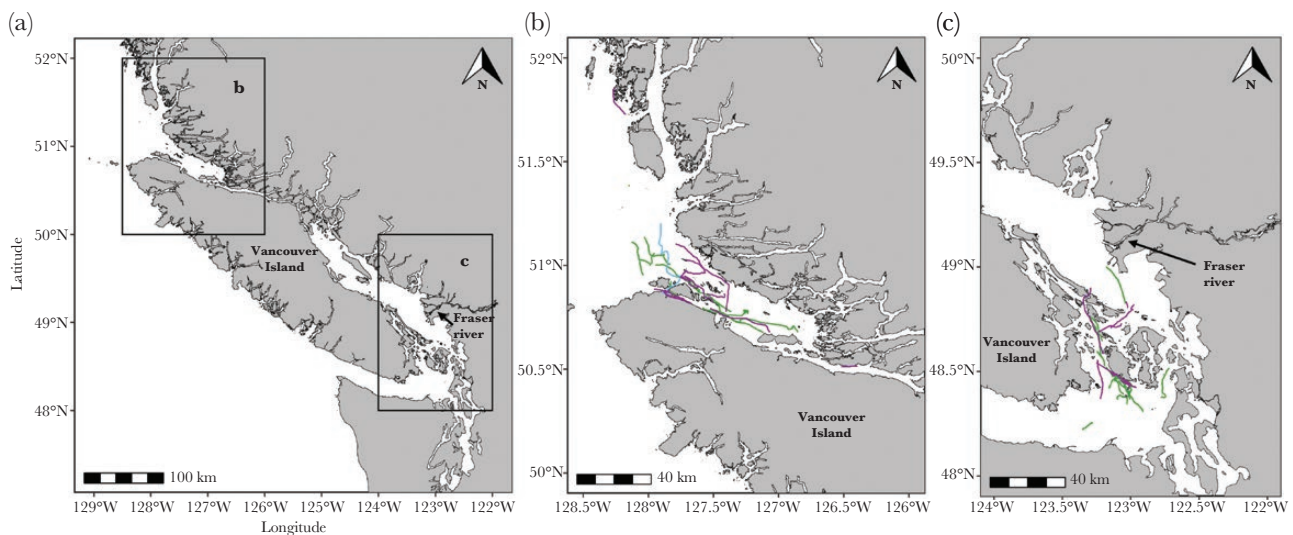 (a)
52°N
51°N
50°N
49°N
48°N
Latitude
b
c
N
Vancouver
Island
Fraser
river
100 km
129°W 128°W 127°W 126°W 125°W 124°W 123°W 122°W
Longitude
(b)
52°N
51.5°N
51°N
50.5°N
50°N
N
Vancouver
Island
40 km
128.5°W 128°W 127.5°W 127°W 126.5°W 126°W
(c)
50°N
49.5°N
49°N
48.5°N
48°N
N
Fraser
river
Vancouver
Island
40 km
124°W 123.5°W 123°W 122.5°W 122°W